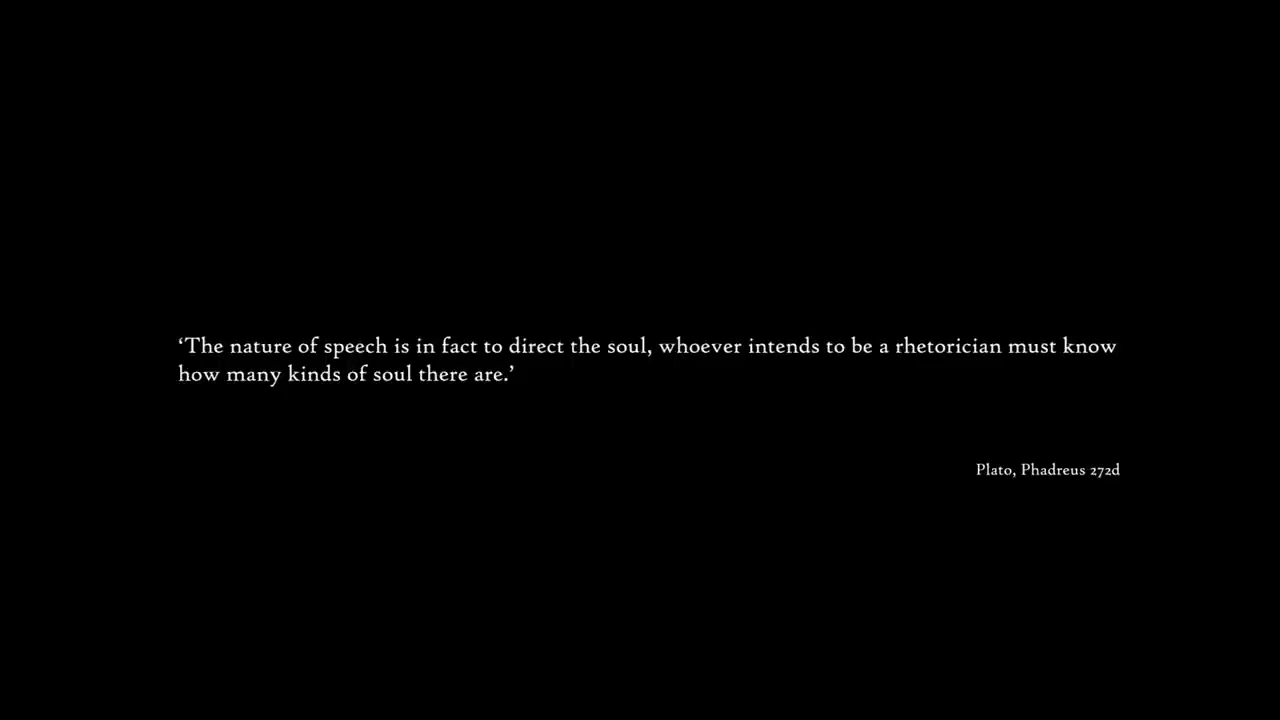 ‘The nature of speech is in fact to direct the soul, whoever intends to be a rhetorician must know
how many kinds of soul there are.’
Plato, Phadreus 272d